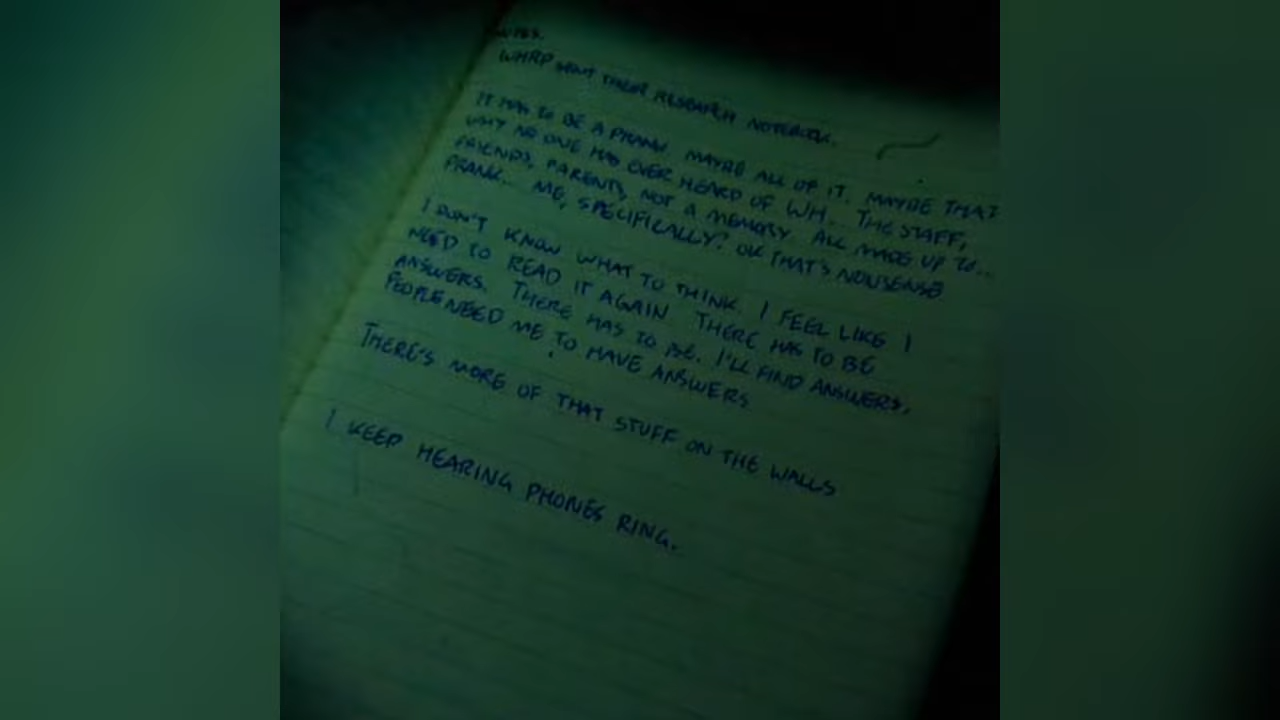 WHRP SENT THEIR RESEARCH NOTEBOOK.
IT HAS TO BE A PRANK. MAYBE ALL OF IT. MAYBE THAT'S
WHY NO ONE HAS EVER HEARD OF WH. THE STAFF,
FRIENDS, PARENTS, NOT A MEMORY. ALL MADE UP TO...
PRANK... ME, SPECIFICALLY? OK THAT'S NONSENSE
I DON'T KNOW WHAT TO THINK. I FEEL LIKE I
NEED TO READ IT AGAIN. THERE HAS TO BE
ANSWERS. THERE HAS TO BE. I'LL FIND ANSWERS.
PEOPLE NEED ME TO HAVE ANSWERS
THERE'S MORE OF THAT STUFF ON THE WALLS
I KEEP HEARING PHONES RING.